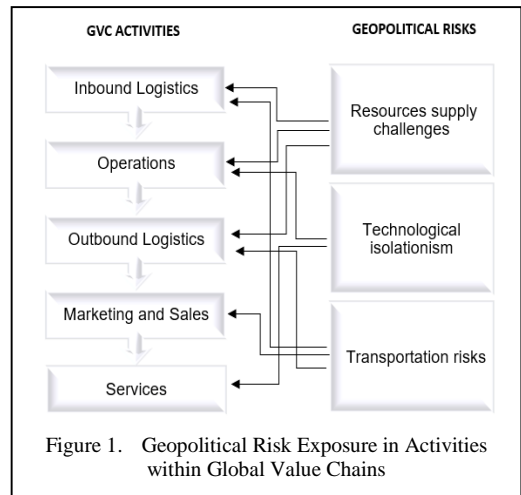 GVC ACTIVITIES
GEOPOLITICAL RISKS
Inbound Logistics
Operations
Outbound Logistics
Marketing and Sales
Services
Resources supply
challenges
Technological
isolationism
Transportation risks
Figure 1. Geopolitical Risk Exposure in Activities
within Global Value Chains